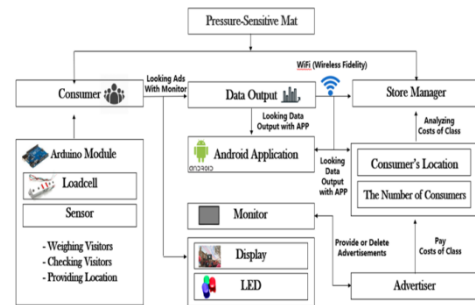 Pressure-Sensitive Mat
WiFi (Wireless Fidelity)
Consumer
Looking Ads
With Monitor
Data Output
Store Manager
Looking Data
Output with APP
Analyzing
Costs of Class
Arduino Module
Loadcell
Sensor
- Weighing Visitors
- Checking Visitors
- Providing Location
Android Application
ANDROID
Looking
Data Output
with APP
Consumer's Location
The Number of Consumers
Monitor
Provide or Delete
Advertisements
Pay
Costs of Class
Display
LED
Advertiser